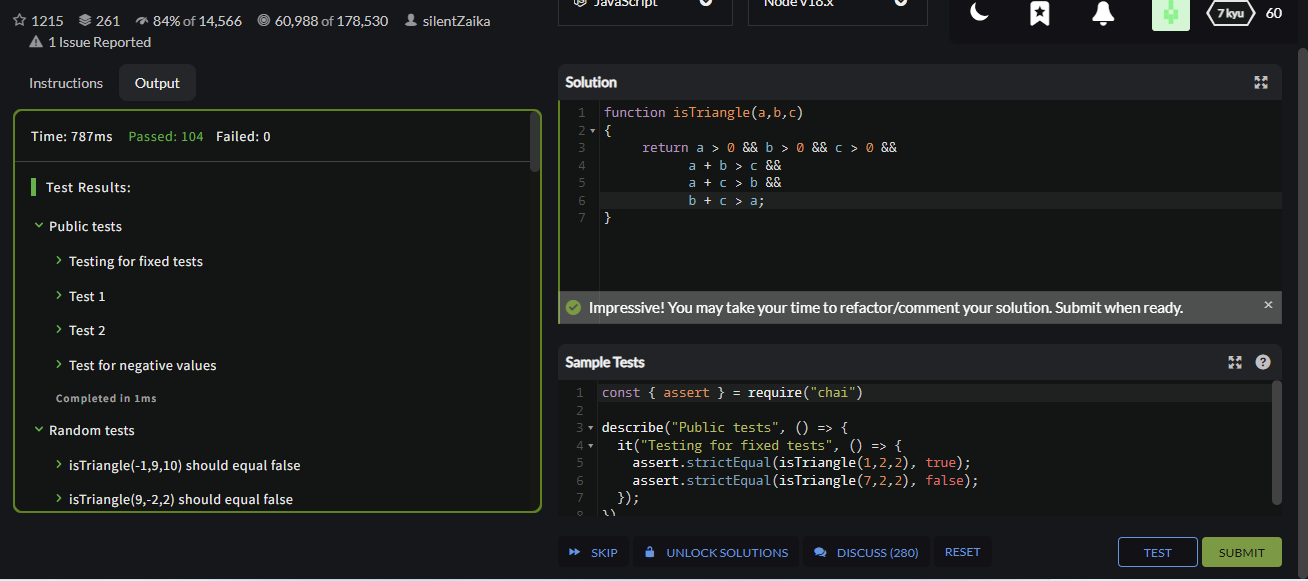 1215 261 84% of 14,566 60,988 of 178,530 silentZaika
1 Issue Reported
JavaScript
Node v18.x
7 kyu 60
Instructions Output
Time: 787ms Passed: 104 Failed: 0
Test Results:
Public tests
Testing for fixed tests
Test 1
Test 2
Test for negative values
Completed in 1ms
Random tests
isTriangle(-1,9,10) should equal false
isTriangle(9,-2,2) should equal false
Solution
1 function isTriangle(a,b,c)
2 {
3 return a > 0 && b > 0 && c > 0 &&
4 a + b > c &&
5 a + c > b &&
6 b + c > a;
7 }
Impressive! You may take your time to refactor/comment your solution. Submit when ready. ×
Sample Tests ?
1 const { assert } = require("chai")
2
3 describe("Public tests", () => {
4 it("Testing for fixed tests", () => {
5 assert.strictEqual(isTriangle(1,2,2), true);
6 assert.strictEqual(isTriangle(7,2,2), false);
7 });
8 })
SKIP UNLOCK SOLUTIONS DISCUSS (280) RESET TEST SUBMIT